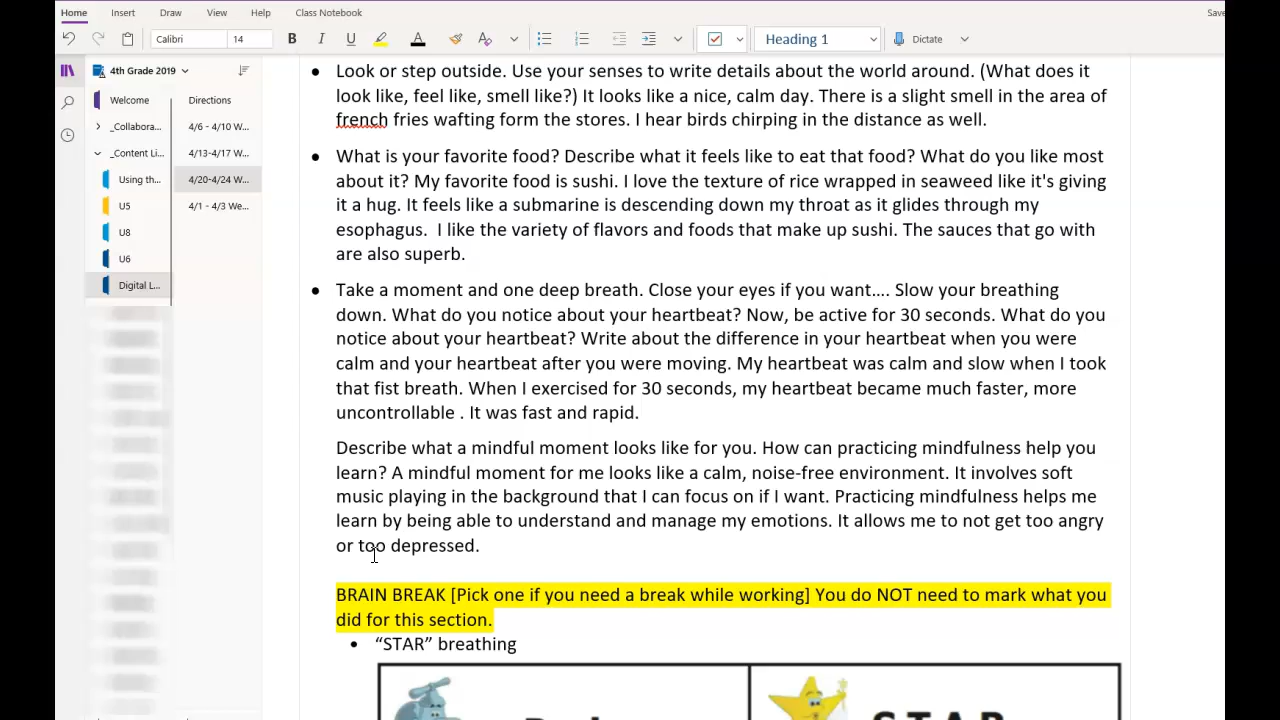 Home Insert Draw View Help Class Notebook
Calibri 14 B I U A Heading 1 Dictate
4th Grade 2019
Welcome
_Collabora...
_Content Li...
Using th...
U5
U8
U6
Digital L...
Directions
4/6 - 4/10 W...
4/13-4/17 W...
4/20-4/24 W...
4/1 - 4/3 We...
• Look or step outside. Use your senses to write details about the world around. (What does it
look like, feel like, smell like?) It looks like a nice, calm day. There is a slight smell in the area of
french fries wafting form the stores. I hear birds chirping in the distance as well.
• What is your favorite food? Describe what it feels like to eat that food? What do you like most
about it? My favorite food is sushi. I love the texture of rice wrapped in seaweed like it's giving
it a hug. It feels like a submarine is descending down my throat as it glides through my
esophagus.  I like the variety of flavors and foods that make up sushi. The sauces that go with
are also superb.
• Take a moment and one deep breath. Close your eyes if you want…. Slow your breathing
down. What do you notice about your heartbeat? Now, be active for 30 seconds. What do you
notice about your heartbeat? Write about the difference in your heartbeat when you were
calm and your heartbeat after you were moving. My heartbeat was calm and slow when I took
that fist breath. When I exercised for 30 seconds, my heartbeat became much faster, more
uncontrollable . It was fast and rapid.
Describe what a mindful moment looks like for you. How can practicing mindfulness help you
learn? A mindful moment for me looks like a calm, noise-free environment. It involves soft
music playing in the background that I can focus on if I want. Practicing mindfulness helps me
learn by being able to understand and manage my emotions. It allows me to not get too angry
or too depressed.
BRAIN BREAK [Pick one if you need a break while working] You do NOT need to mark what you
did for this section.
• “STAR” breathing